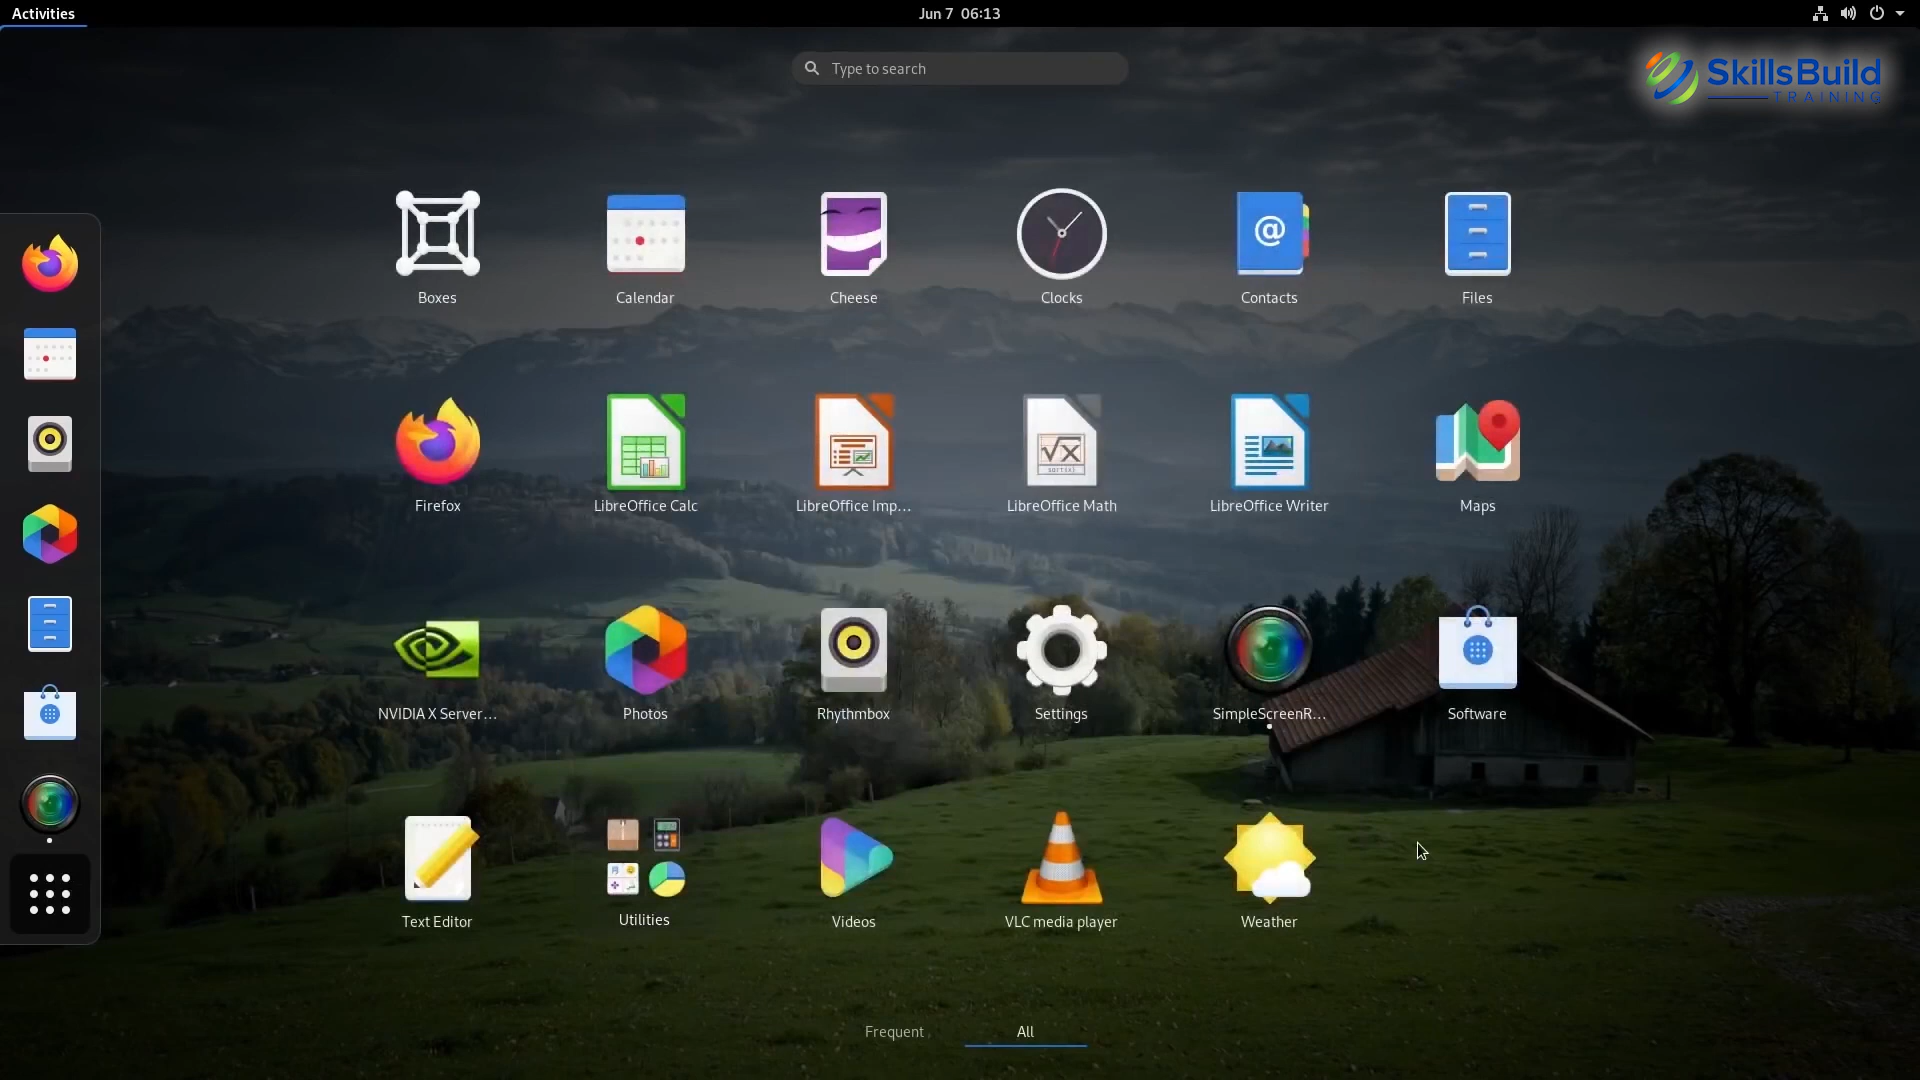 Activities
Jun 7 06:13
Type to search
SkillsBuild
TRAINING
Boxes
Calendar
Cheese
Clocks
Contacts
Files
Firefox
LibreOffice Calc
LibreOffice Imp...
LibreOffice Math
LibreOffice Writer
Maps
NVIDIA X Server...
Photos
Rhythmbox
Settings
SimpleScreenR...
Software
Text Editor
Utilities
Videos
VLC media player
Weather
Frequent
All